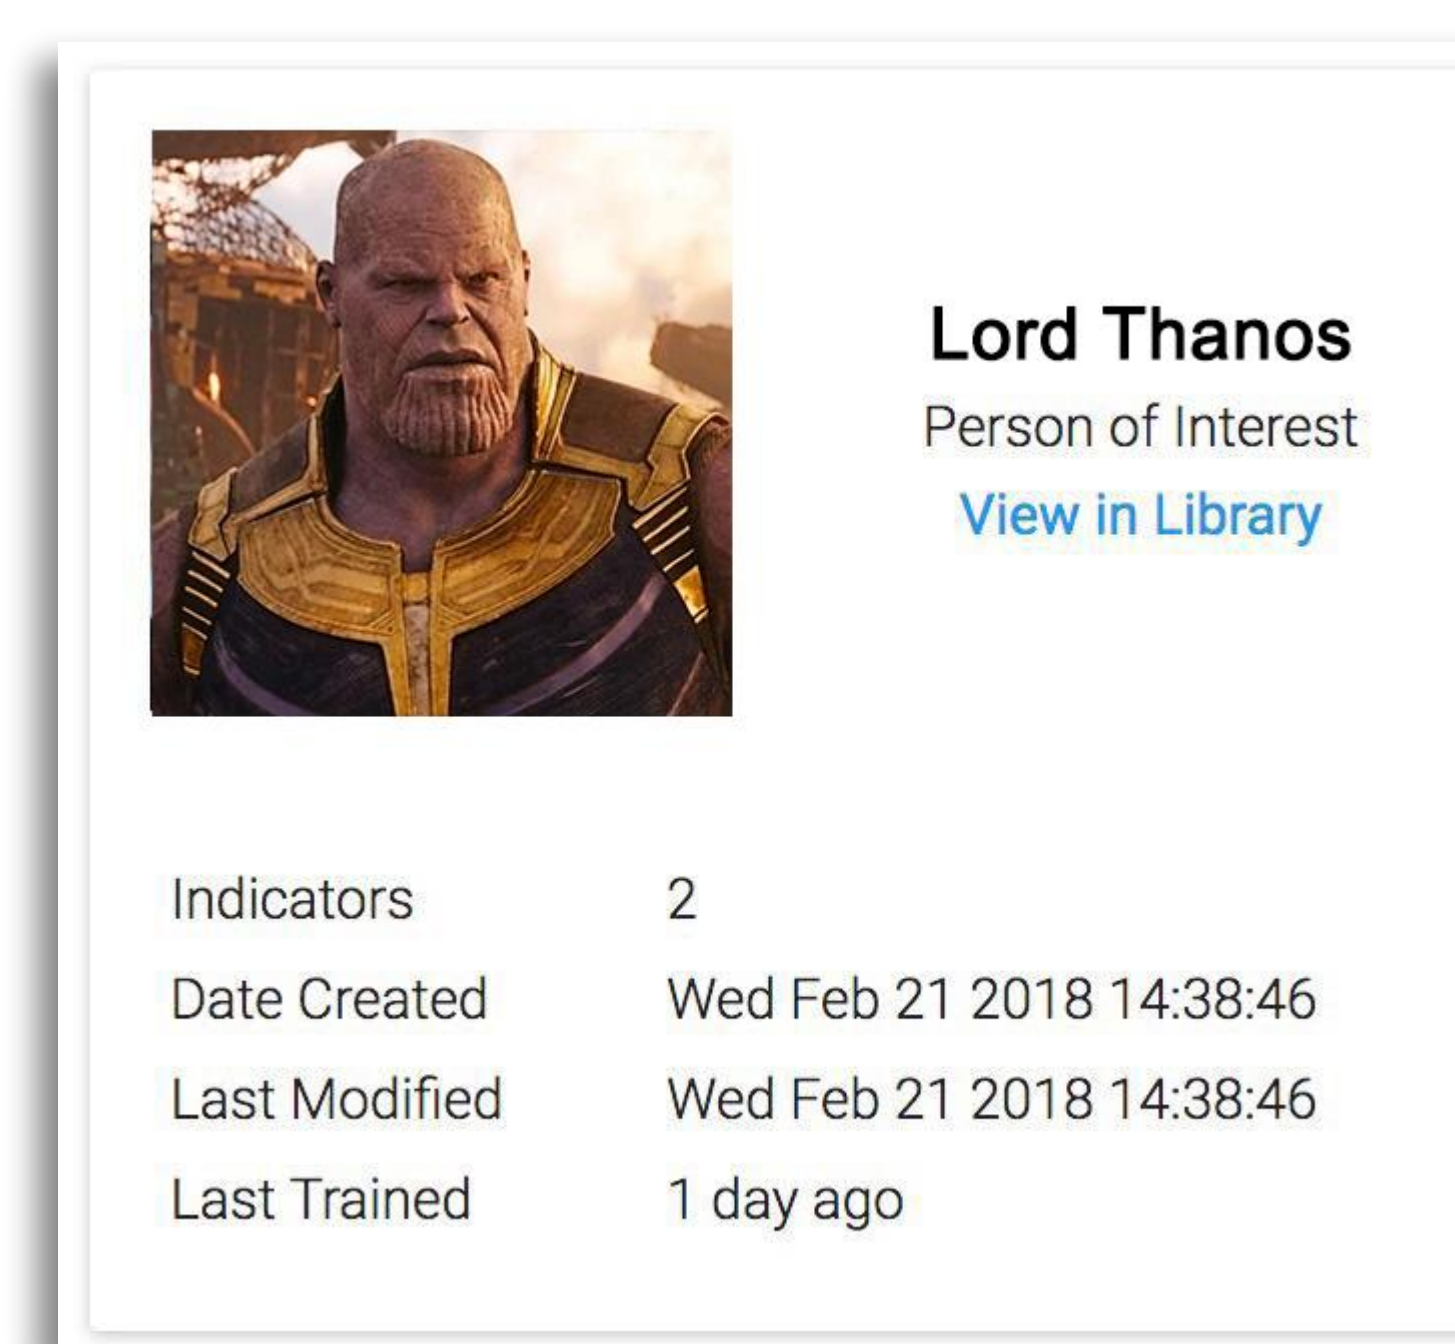 Lord Thanos
Person of Interest
View in Library
Indicators 2
Date Created Wed Feb 21 2018 14:38:46
Last Modified Wed Feb 21 2018 14:38:46
Last Trained 1 day ago